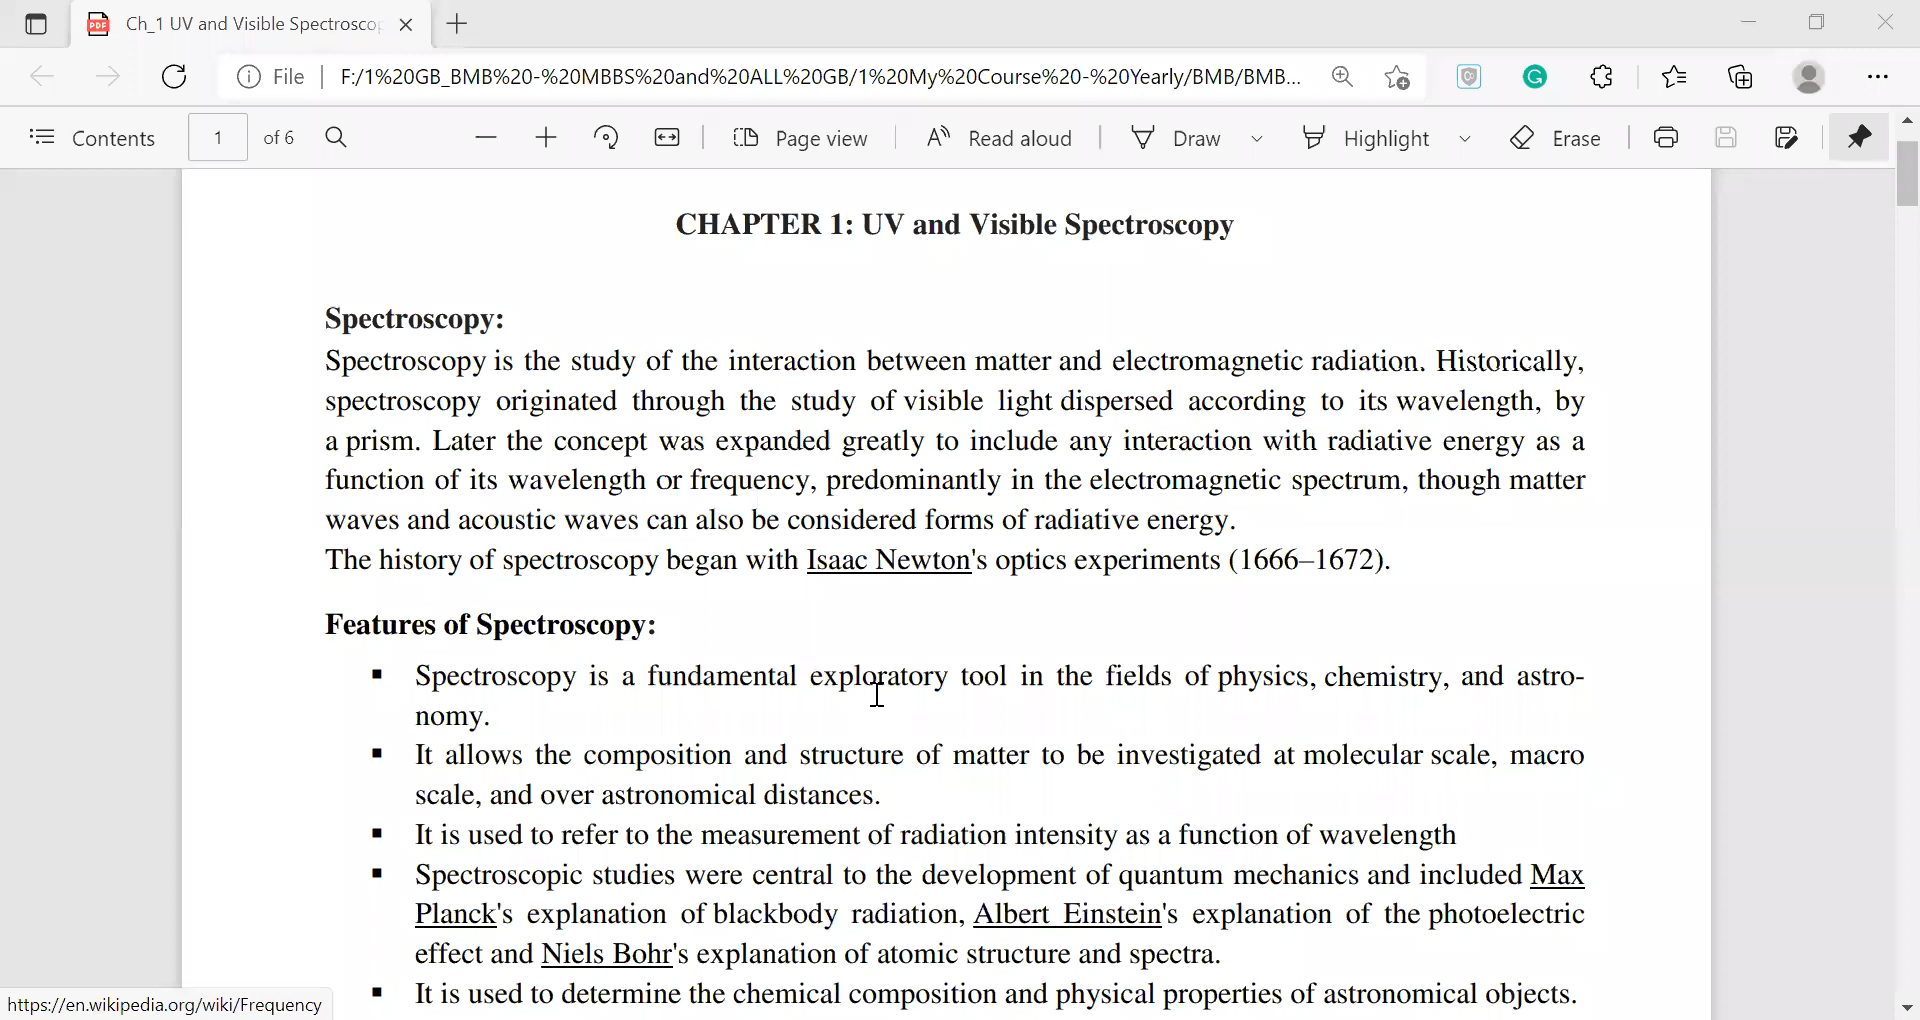 Ch_1 UV and Visible Spectrosco
File
F:/1%20GB_BMB%20-%20MBBS%20and%20ALL%20GB/1%20My%20Course%20-%20Yearly/BMB/BMB...
Contents 1 of 6 Page view Read aloud Draw Highlight Erase
CHAPTER 1: UV and Visible Spectroscopy
Spectroscopy:
Spectroscopy is the study of the interaction between matter and electromagnetic radiation. Historically,
spectroscopy originated through the study of visible light dispersed according to its wavelength, by
a prism. Later the concept was expanded greatly to include any interaction with radiative energy as a
function of its wavelength or frequency, predominantly in the electromagnetic spectrum, though matter
waves and acoustic waves can also be considered forms of radiative energy.
The history of spectroscopy began with Isaac Newton's optics experiments (1666–1672).
Features of Spectroscopy:
▪ Spectroscopy is a fundamental exploratory tool in the fields of physics, chemistry, and astro-
nomy.
▪ It allows the composition and structure of matter to be investigated at molecular scale, macro
scale, and over astronomical distances.
▪ It is used to refer to the measurement of radiation intensity as a function of wavelength
▪ Spectroscopic studies were central to the development of quantum mechanics and included Max
Planck's explanation of blackbody radiation, Albert Einstein's explanation of the photoelectric
effect and Niels Bohr's explanation of atomic structure and spectra.
▪ It is used to determine the chemical composition and physical properties of astronomical objects.
https://en.wikipedia.org/wiki/Frequency